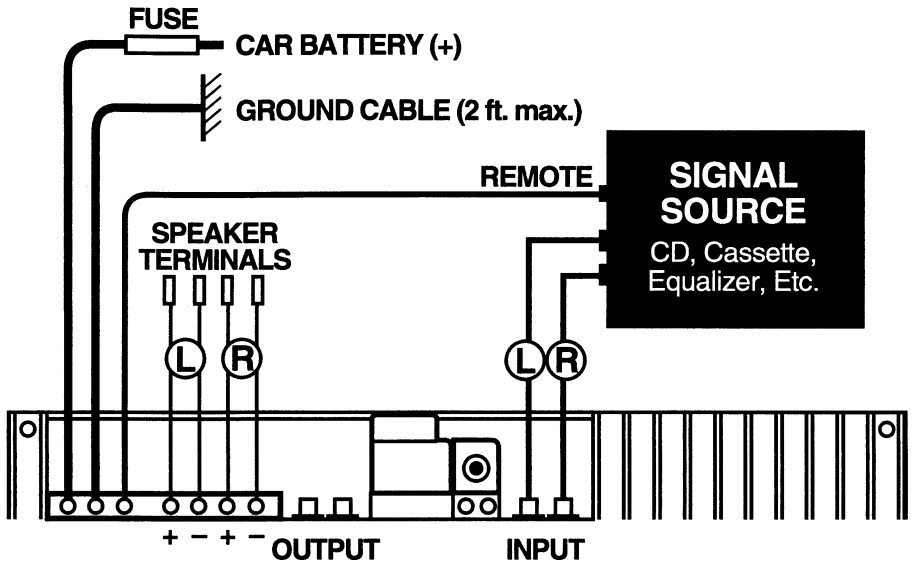 FUSE
CAR BATTERY (+)
GROUND CABLE (2 ft. max.)
REMOTE
SIGNAL
SOURCE
CD, Cassette,
Equalizer, Etc.
SPEAKER
TERMINALS
L R
L R
+ − + −
OUTPUT
INPUT